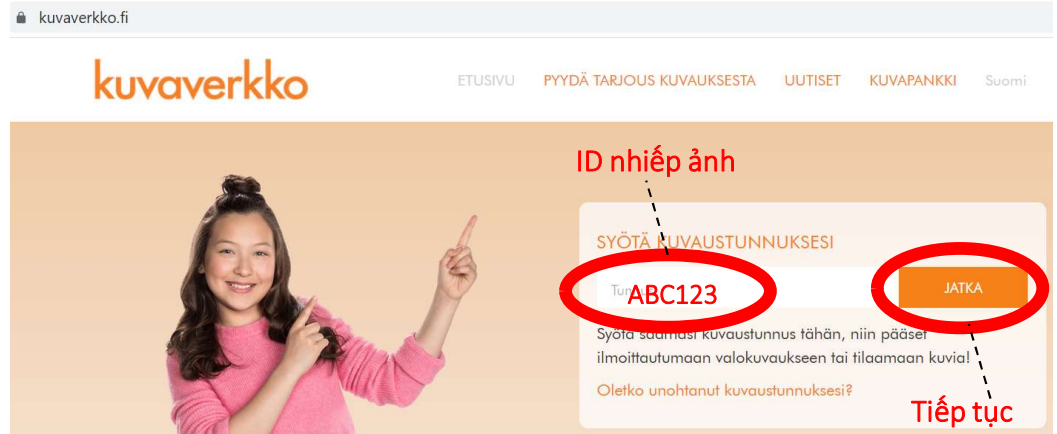 kuvaverkko.fi
kuvaverkko
ETUSIVU PYYDÄ TARJOUS KUVAUKSESTA UUTISET KUVAPANKKI Suomi
ID nhiếp ảnh
SYÖTÄ KUVAUSTUNNUKSESI
ABC123
JATKA
Syötä saamasi kuvaustunnus tähän, niin pääset
ilmoittautumaan valokuvaukseen tai tilaamaan kuvia!
Oletko unohtanut kuvaustunnuksesi?
Tiếp tục